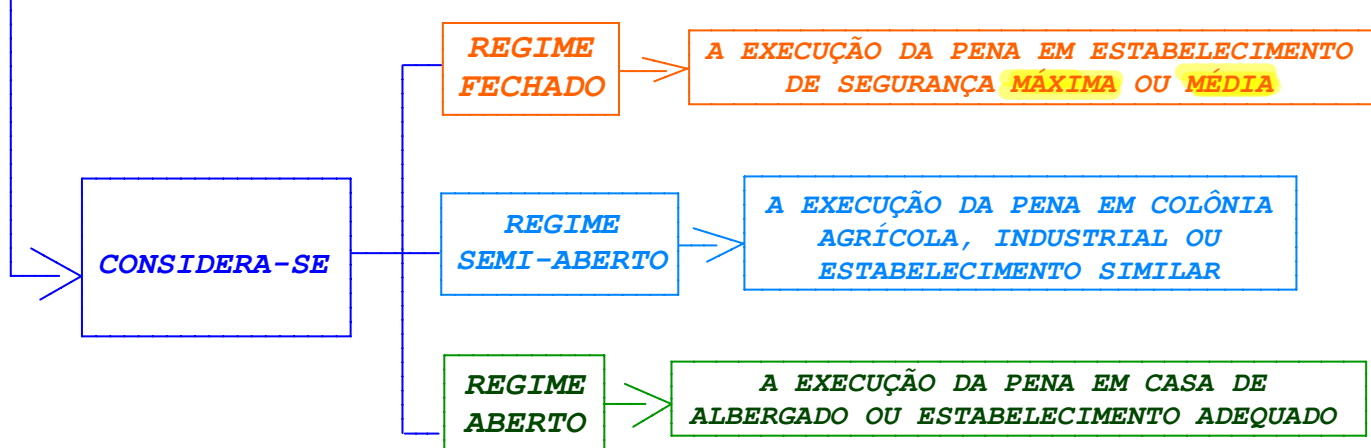 CONSIDERA-SE
REGIME
FECHADO
A EXECUÇÃO DA PENA EM ESTABELECIMENTO
DE SEGURANÇA MÁXIMA OU MÉDIA
REGIME
SEMI-ABERTO
A EXECUÇÃO DA PENA EM COLÔNIA
AGRÍCOLA, INDUSTRIAL OU
ESTABELECIMENTO SIMILAR
REGIME
ABERTO
A EXECUÇÃO DA PENA EM CASA DE
ALBERGADO OU ESTABELECIMENTO ADEQUADO